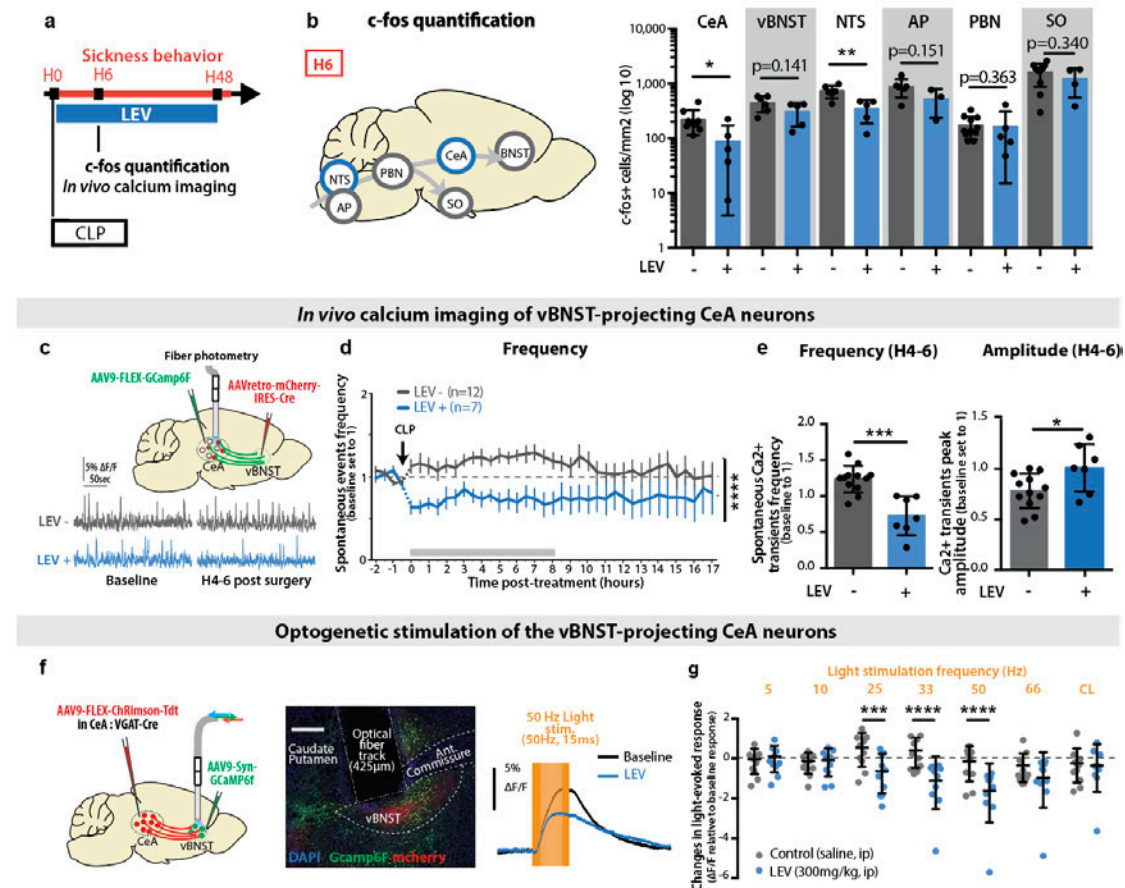 a
Sickness behavior
H0
H6
H48
LEV
c-fos quantification
In vivo calcium imaging
CLP
b
c-fos quantification
H6
NTS
AP
PBN
CeA
BNST
SO
CeA
vBNST
NTS
AP
PBN
SO
c-fos+ cells/mm2 (log 10)
10,000
1,000
100
10
1
*
p=0.141
**
p=0.151
p=0.363
p=0.340
LEV
- + - + - + - + - + - +
In vivo calcium imaging of vBNST-projecting CeA neurons
c
Fiber photometry
AAV9-FLEX-GCamp6F
AAVretro-mCherry-
IRES-Cre
CeA
vBNST
5% ΔF/F
50sec
LEV -
LEV +
Baseline
H4-6 post surgery
d
Frequency
LEV - (n=12)
LEV + (n=7)
CLP
Spontaneous events frequency
(baseline set to 1)
2
1
0
****
-2 -1 0 1 2 3 4 5 6 7 8 9 10 11 12 13 14 15 16 17
Time post-treatment (hours)
e
Frequency (H4-6)
Spontaneous Ca2+
transients frequency
(baseline to 1)
2.0
1.5
1.0
0.5
0.0
***
LEV - +
Amplitude (H4-6)
Ca2+ transients peak
amplitude (baseline set to 1)
1.5
1.0
0.5
0.0
*
LEV - +
Optogenetic stimulation of the vBNST-projecting CeA neurons
f
AAV9-FLEX-ChRImson-Tdt
in CeA : VGAT-Cre
AAV9-Syn-
GCaMP6f
CeA
vBNST
Caudate
Putamen
Optical
fiber
track
(425µm)
Ant
Commissure
vBNST
DAPI Gcamp6F-mcherry
50 Hz Light
stim.
(50Hz, 15ms)
Baseline
LEV
5%
ΔF/F
g
Light stimulation frequency (Hz)
5 10 25 33 50 66 CL
*** **** ****
Changes in light-evoked response
(ΔF/F relative to baseline response)
2
0
-2
-4
-6
Control (saline, ip)
LEV (300mg/kg, ip)